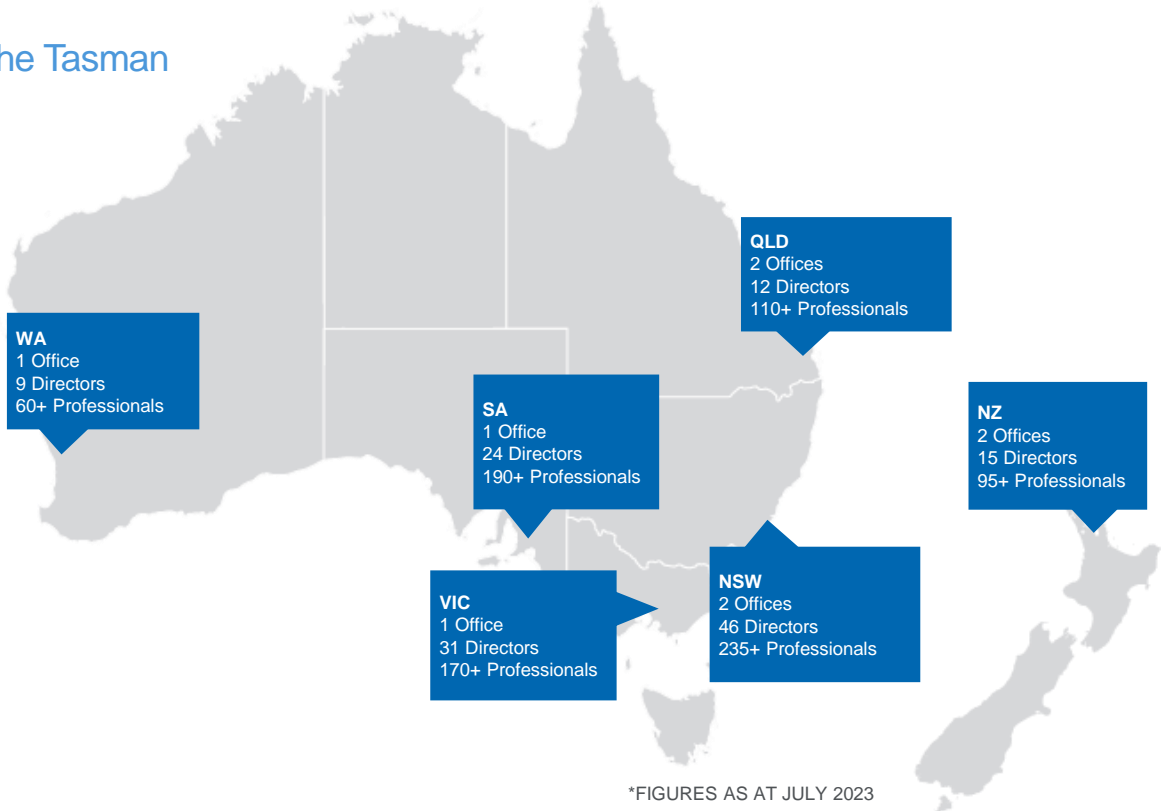 he Tasman
QLD
2 Offices
12 Directors
110+ Professionals
WA
1 Office
9 Directors
60+ Professionals
SA
1 Office
24 Directors
190+ Professionals
NZ
2 Offices
15 Directors
95+ Professionals
VIC
1 Office
31 Directors
170+ Professionals
NSW
2 Offices
46 Directors
235+ Professionals
*FIGURES AS AT JULY 2023